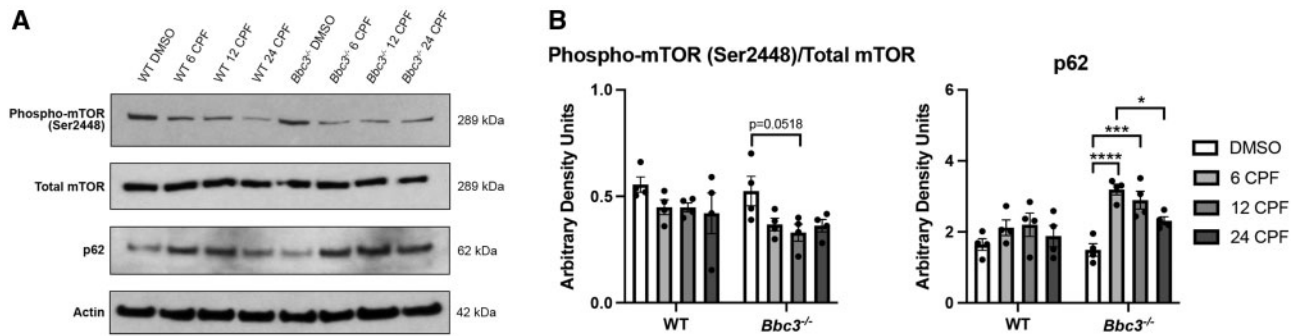 A
WT DMSO
WT 6 CPF
WT 12 CPF
WT 24 CPF
Bbc3-/- DMSO
Bbc3-/- 6 CPF
Bbc3-/- 12 CPF
Bbc3-/- 24 CPF
Phospho-mTOR
(Ser2448)
289 kDa
Total mTOR
289 kDa
p62
62 kDa
Actin
42 kDa
B
Phospho-mTOR (Ser2448)/Total mTOR
Arbitrary Density Units
1.0
0.5
0.0
p=0.0518
WT
Bbc3-/-
p62
Arbitrary Density Units
6
4
2
0
*
***
****
WT
Bbc3-/-
DMSO
6 CPF
12 CPF
24 CPF